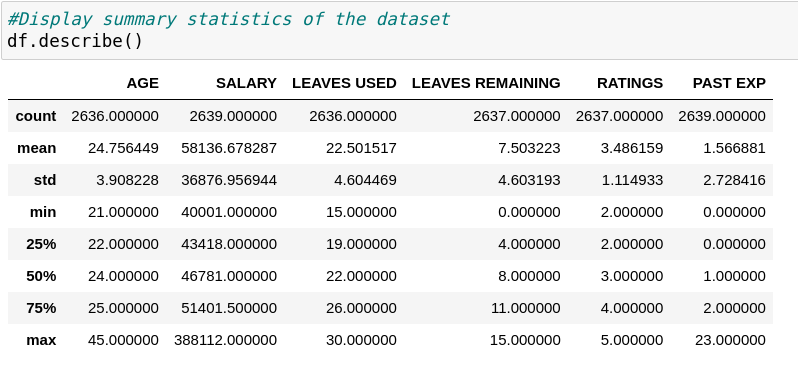 #Display summary statistics of the dataset
df.describe()
AGE SALARY LEAVES USED LEAVES REMAINING RATINGS PAST EXP
count 2636.000000 2639.000000 2636.000000 2637.000000 2637.000000 2639.000000
mean 24.756449 58136.678287 22.501517 7.503223 3.486159 1.566881
std 3.908228 36876.956944 4.604469 4.603193 1.114933 2.728416
min 21.000000 40001.000000 15.000000 0.000000 2.000000 0.000000
25% 22.000000 43418.000000 19.000000 4.000000 2.000000 0.000000
50% 24.000000 46781.000000 22.000000 8.000000 3.000000 1.000000
75% 25.000000 51401.500000 26.000000 11.000000 4.000000 2.000000
max 45.000000 388112.000000 30.000000 15.000000 5.000000 23.000000